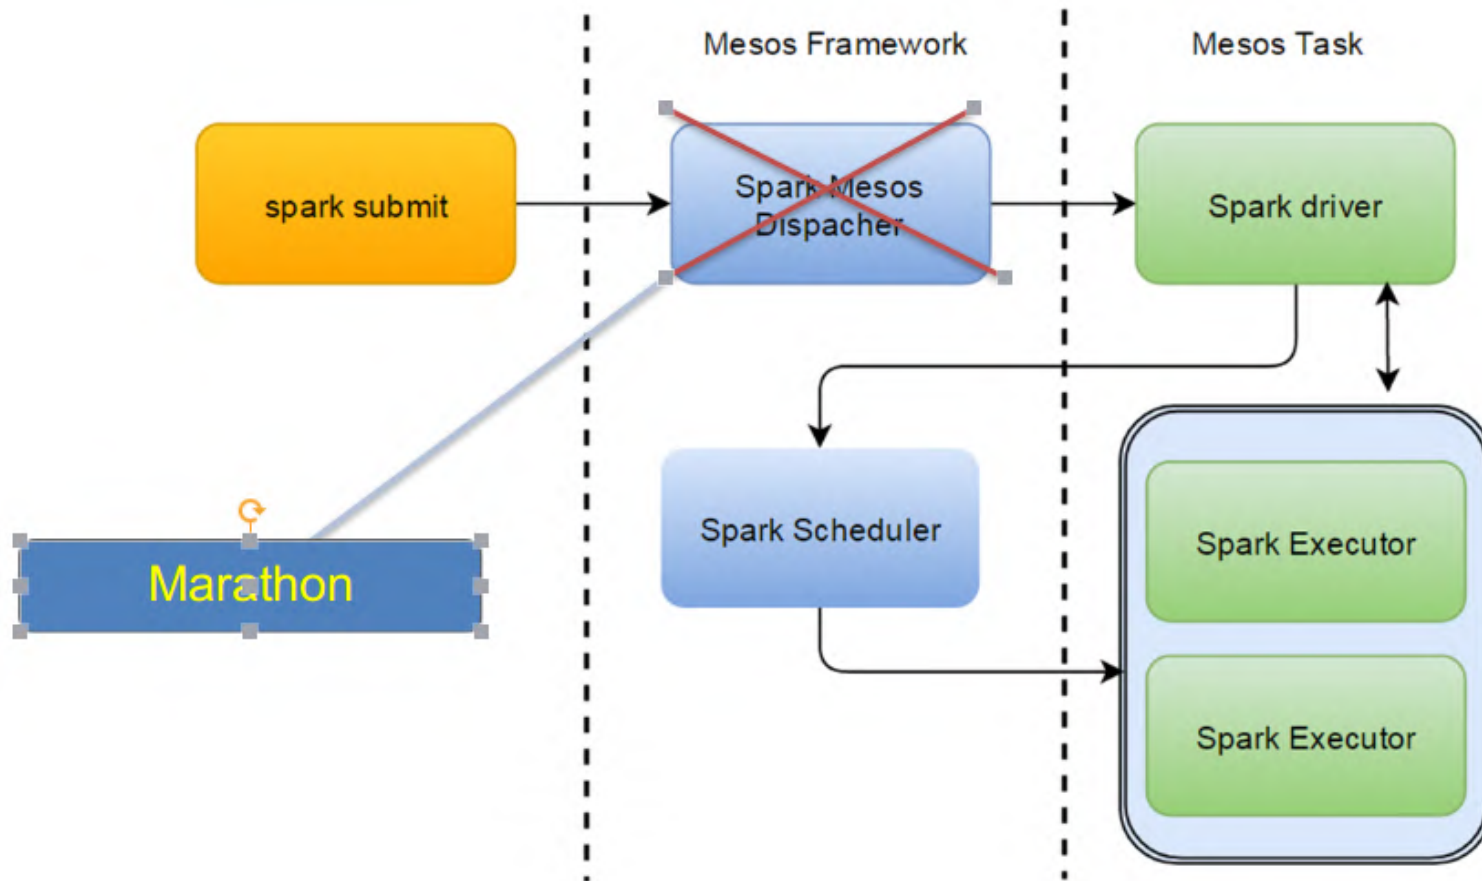 Mesos Framework
Mesos Task
spark submit
Spark Mesos
Dispacher
Spark driver
Spark Scheduler
Spark Executor
Marathon
Spark Executor